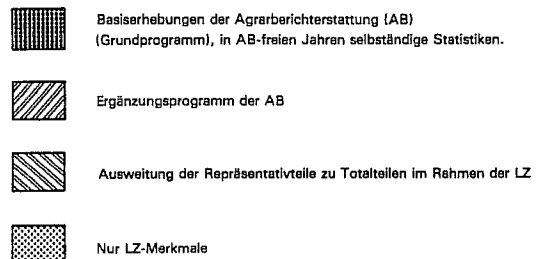 Basiserhebungen der Agrarberichterstattung (AB)
(Grundprogramm), in AB-freien Jahren selbständige Statistiken.
Ergänzungsprogramm der AB
Ausweitung der Repräsentativteile zu Totalteilen im Rahmen der LZ
Nur LZ-Merkmale